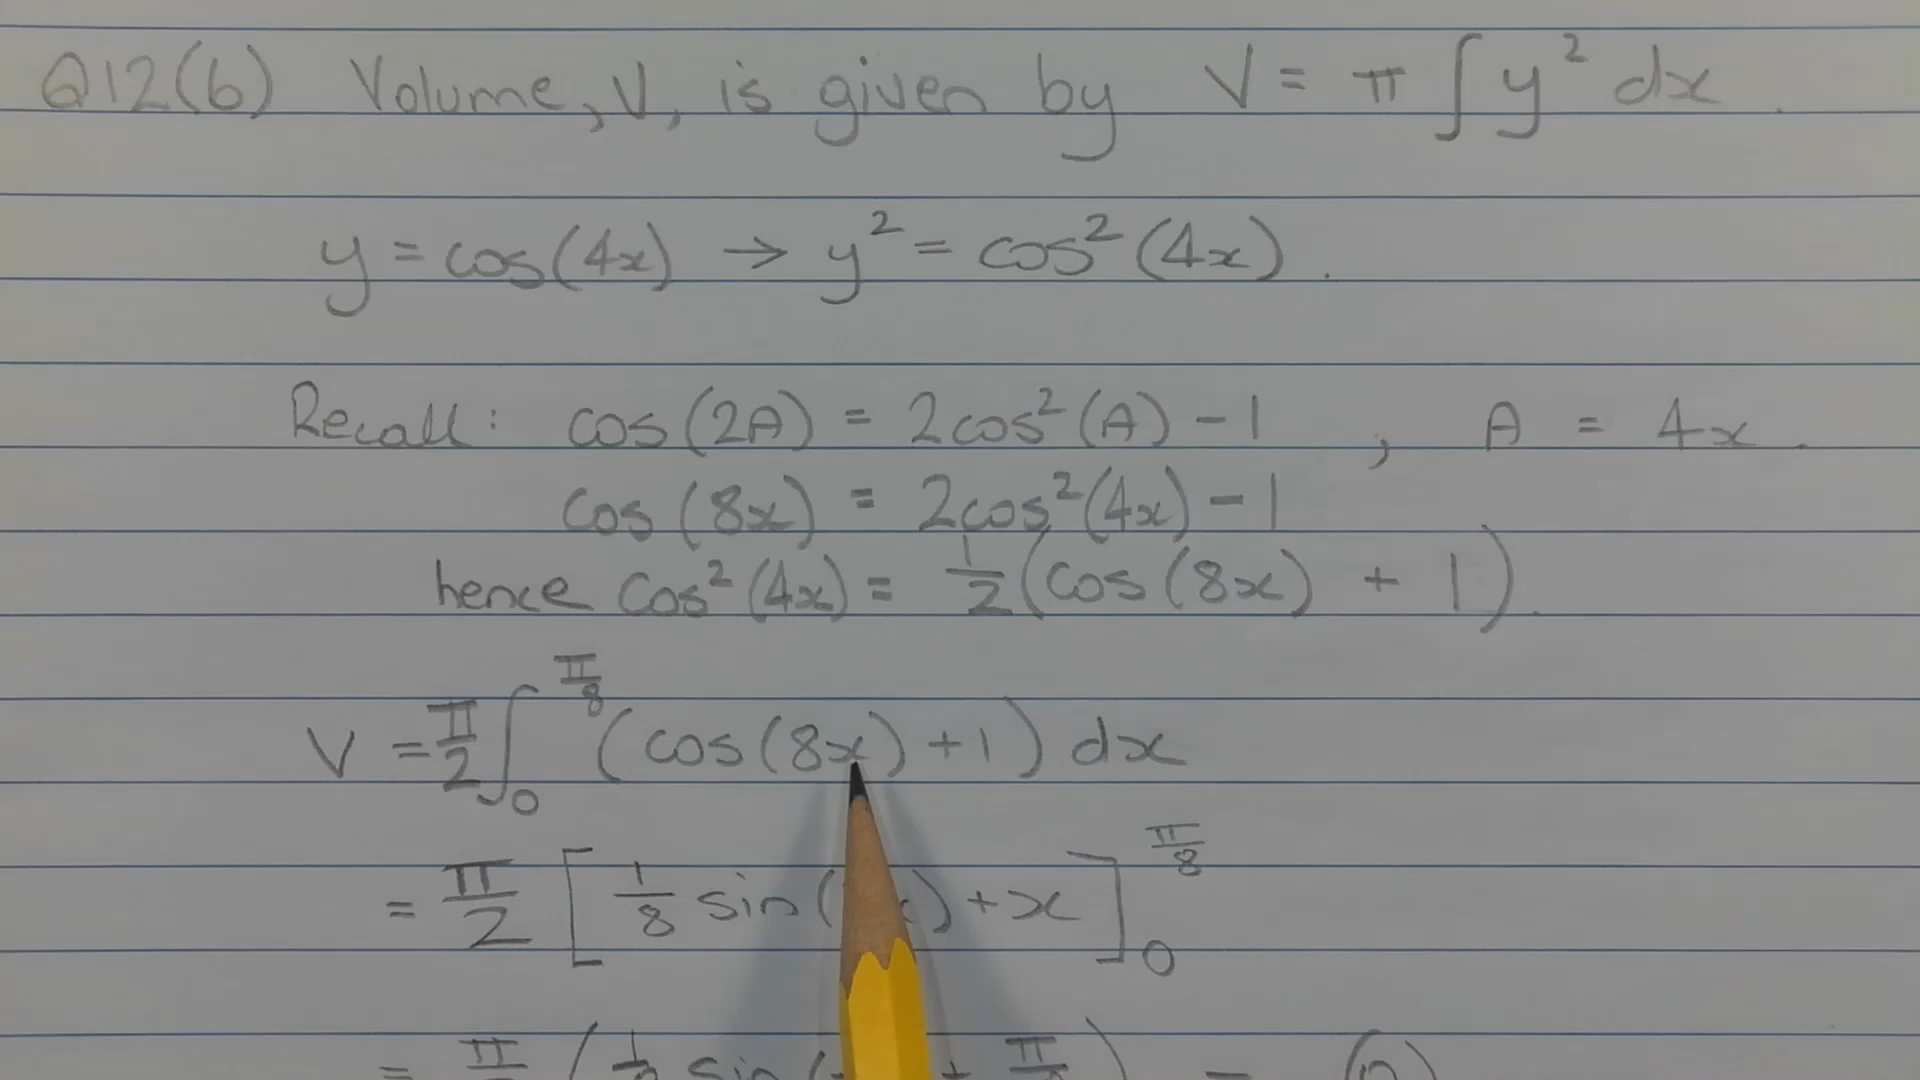 Q12(b) Volume, V, is given by V = π ∫ y² dx.
y = cos(4x) → y² = cos²(4x).
Recall: cos(2A) = 2cos²(A) - 1 , A = 4x.
cos(8x) = 2cos²(4x) - 1
hence cos²(4x) = 1/2 (cos(8x) + 1).
V = π/2 ∫₀^(π/8) (cos(8x) + 1) dx
= π/2 [1/8 sin( ) + x]₀^(π/8)
= π ( sin( + π ) -